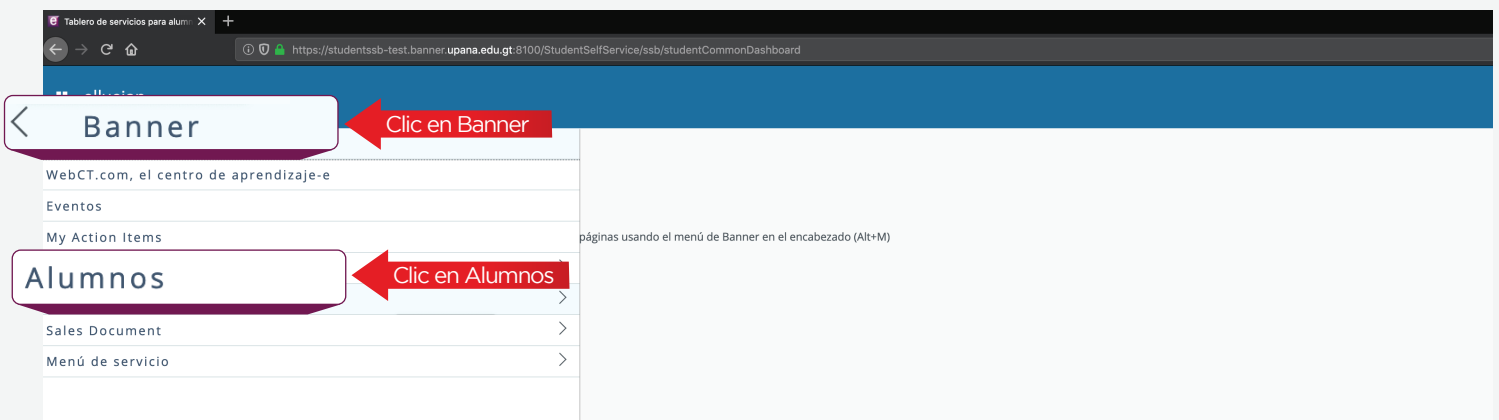 Tablero de servicios para alumn
https://studentssb-test.banner.upana.edu.gt:8100/StudentSelfService/ssb/studentCommonDashboard
Banner
Clic en Banner
WebCT.com, el centro de aprendizaje-e
Eventos
My Action Items
páginas usando el menú de Banner en el encabezado (Alt+M)
Alumnos
Clic en Alumnos
Sales Document
Menú de servicio